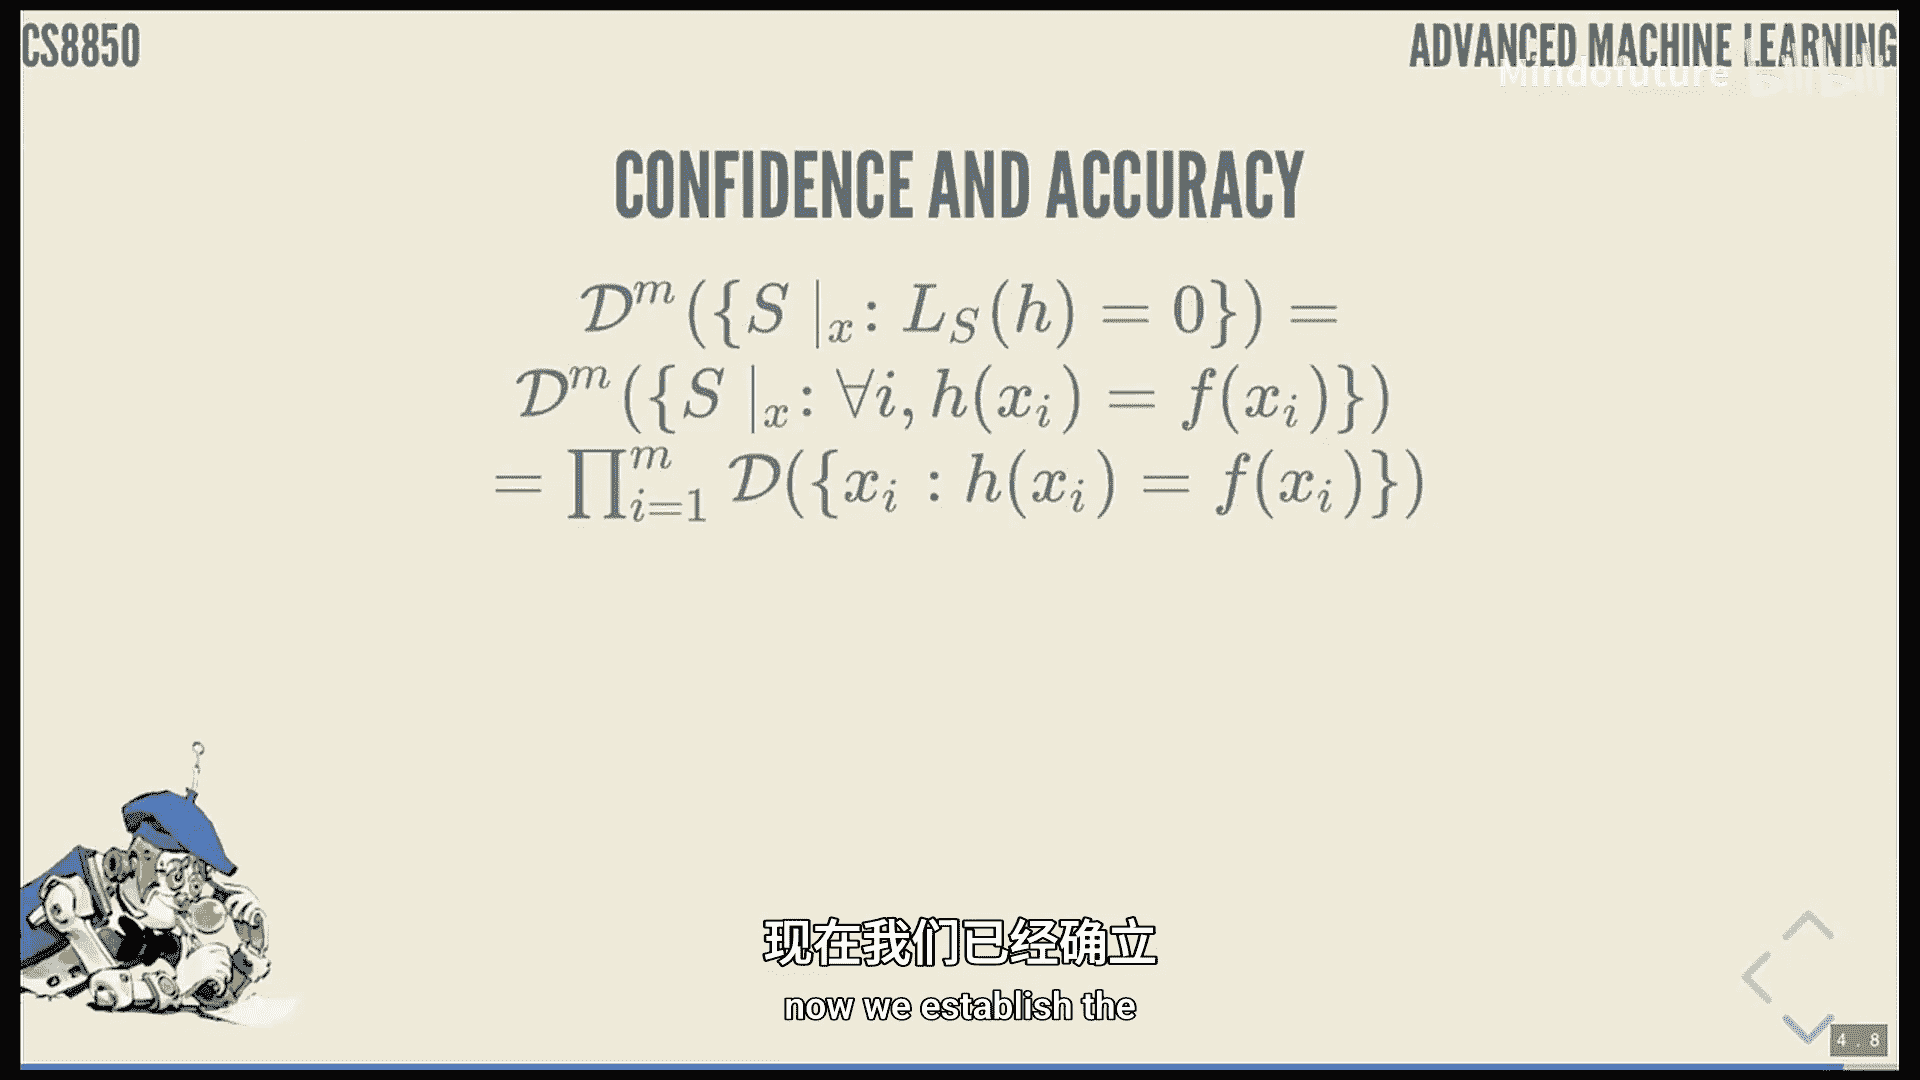 CS8850
ADVANCED MACHINE LEARNING
Mindofuture
CONFIDENCE AND ACCURACY
𝒟^m({S |_x: L_S(h) = 0}) =
𝒟^m({S |_x: ∀i, h(x_i) = f(x_i)})
= ∏_{i=1}^m 𝒟({x_i : h(x_i) = f(x_i)})
现在我们已经确立
now we establish the
4.8